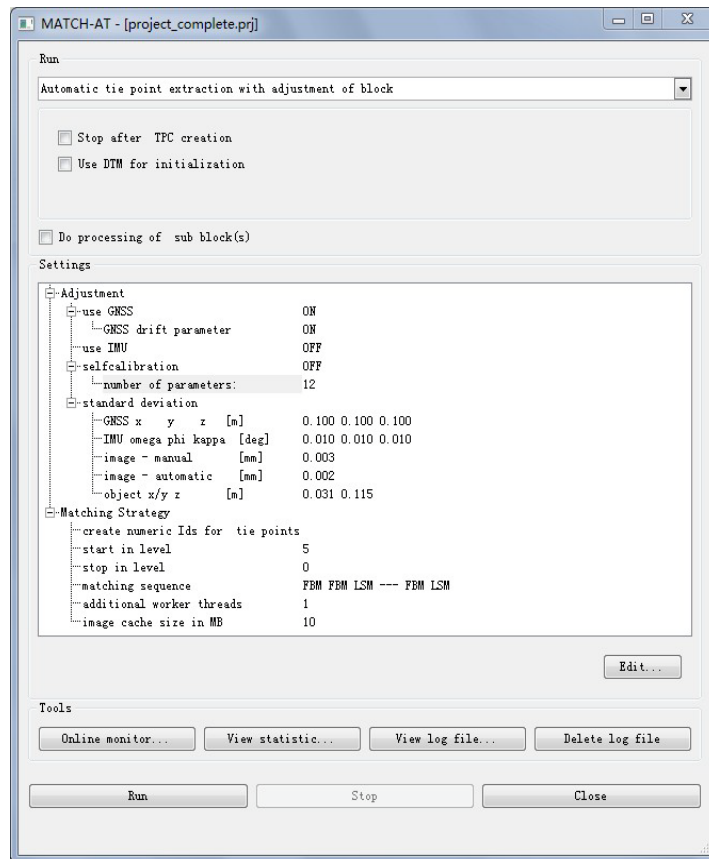 MATCH-AT - [project_complete.prj]
Run
Automatic tie point extraction with adjustment of block
Stop after TPC creation
Use DTM for initialization
Do processing of sub block(s)
Settings
Adjustment
use GNSS ON
GNSS drift parameter ON
use IMU OFF
selfcalibration OFF
number of parameters: 12
standard deviation
GNSS x y z [m] 0.100 0.100 0.100
IMU omega phi kappa [deg] 0.010 0.010 0.010
image - manual [mm] 0.003
image - automatic [mm] 0.002
object x/y z [m] 0.031 0.115
Matching Strategy
create numeric Ids for tie points
start in level 5
stop in level 0
matching sequence FBM FBM LSM --- FBM LSM
additional worker threads 1
image cache size in MB 10
Edit...
Tools
Online monitor... View statistic... View log file... Delete log file
Run Stop Close